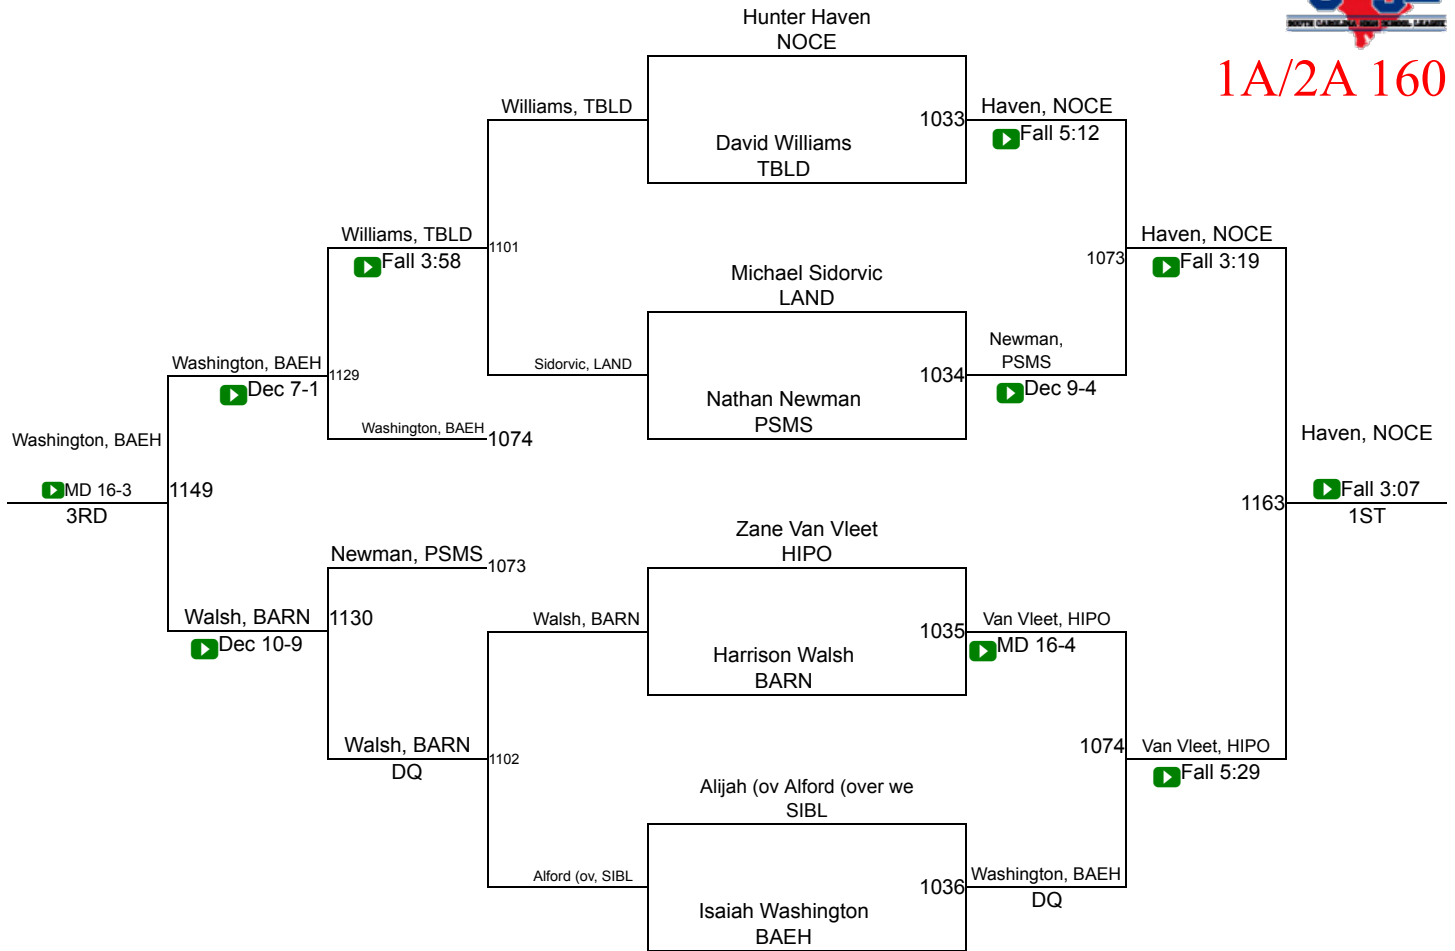 SOUTH CAROLINA HIGH SCHOOL LEAGUE
1A/2A 160
Hunter Haven
NOCE
Williams, TBLD
1033
Haven, NOCE
Fall 5:12
David Williams
TBLD
Williams, TBLD
Fall 3:58
1101
Haven, NOCE
1073
Fall 3:19
Michael Sidorvic
LAND
Washington, BAEH
Dec 7-1
1129
Sidorvic, LAND
1034
Newman,
PSMS
Dec 9-4
Nathan Newman
PSMS
Washington, BAEH
1074
Washington, BAEH
MD 16-3
3RD
1149
Haven, NOCE
1163
Fall 3:07
1ST
Zane Van Vleet
HIPO
Newman, PSMS
1073
Walsh, BARN
Dec 10-9
1130
Walsh, BARN
1035
Van Vleet, HIPO
MD 16-4
Harrison Walsh
BARN
Walsh, BARN
DQ
1102
1074
Van Vleet, HIPO
Fall 5:29
Alijah (ov Alford (over we
SIBL
Alford (ov, SIBL
1036
Washington, BAEH
DQ
Isaiah Washington
BAEH